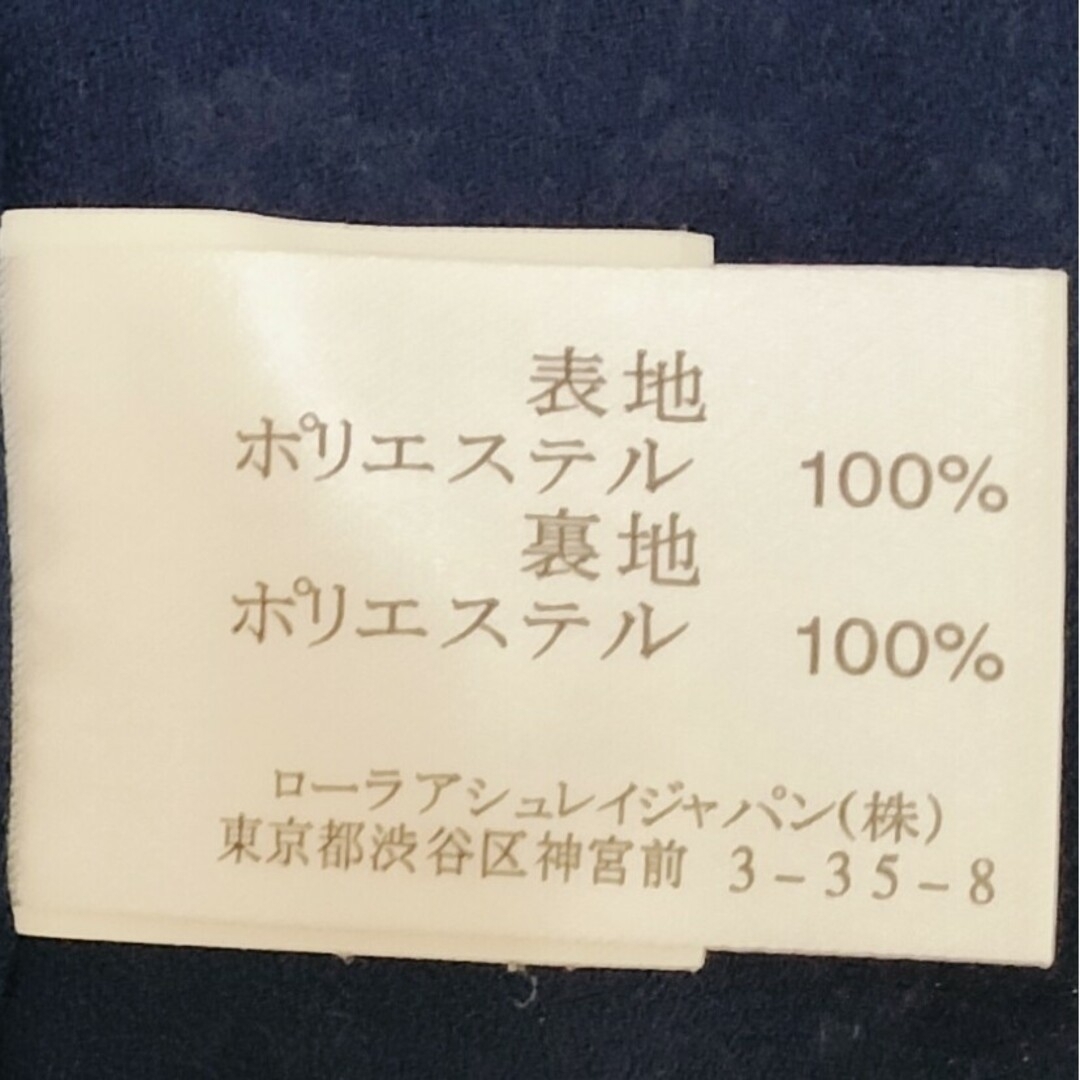 表地
ポリエステル 100%
裏地
ポリエステル 100%
ローラアシュレイジャパン(株)
東京都渋谷区神宮前 3-35-8